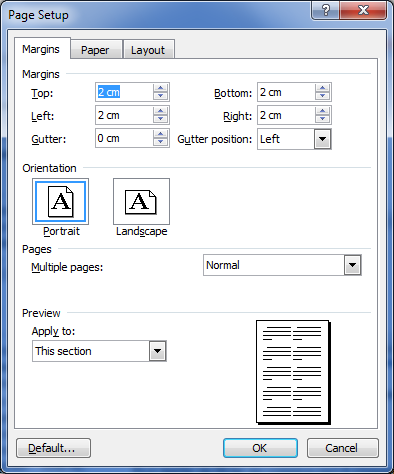 Page Setup
Margins Paper Layout
Margins
Top: 2 cm Bottom: 2 cm
Left: 2 cm Right: 2 cm
Gutter: 0 cm Gutter position: Left
Orientation
A A
Portrait Landscape
Pages
Multiple pages: Normal
Preview
Apply to:
This section
Default... OK Cancel